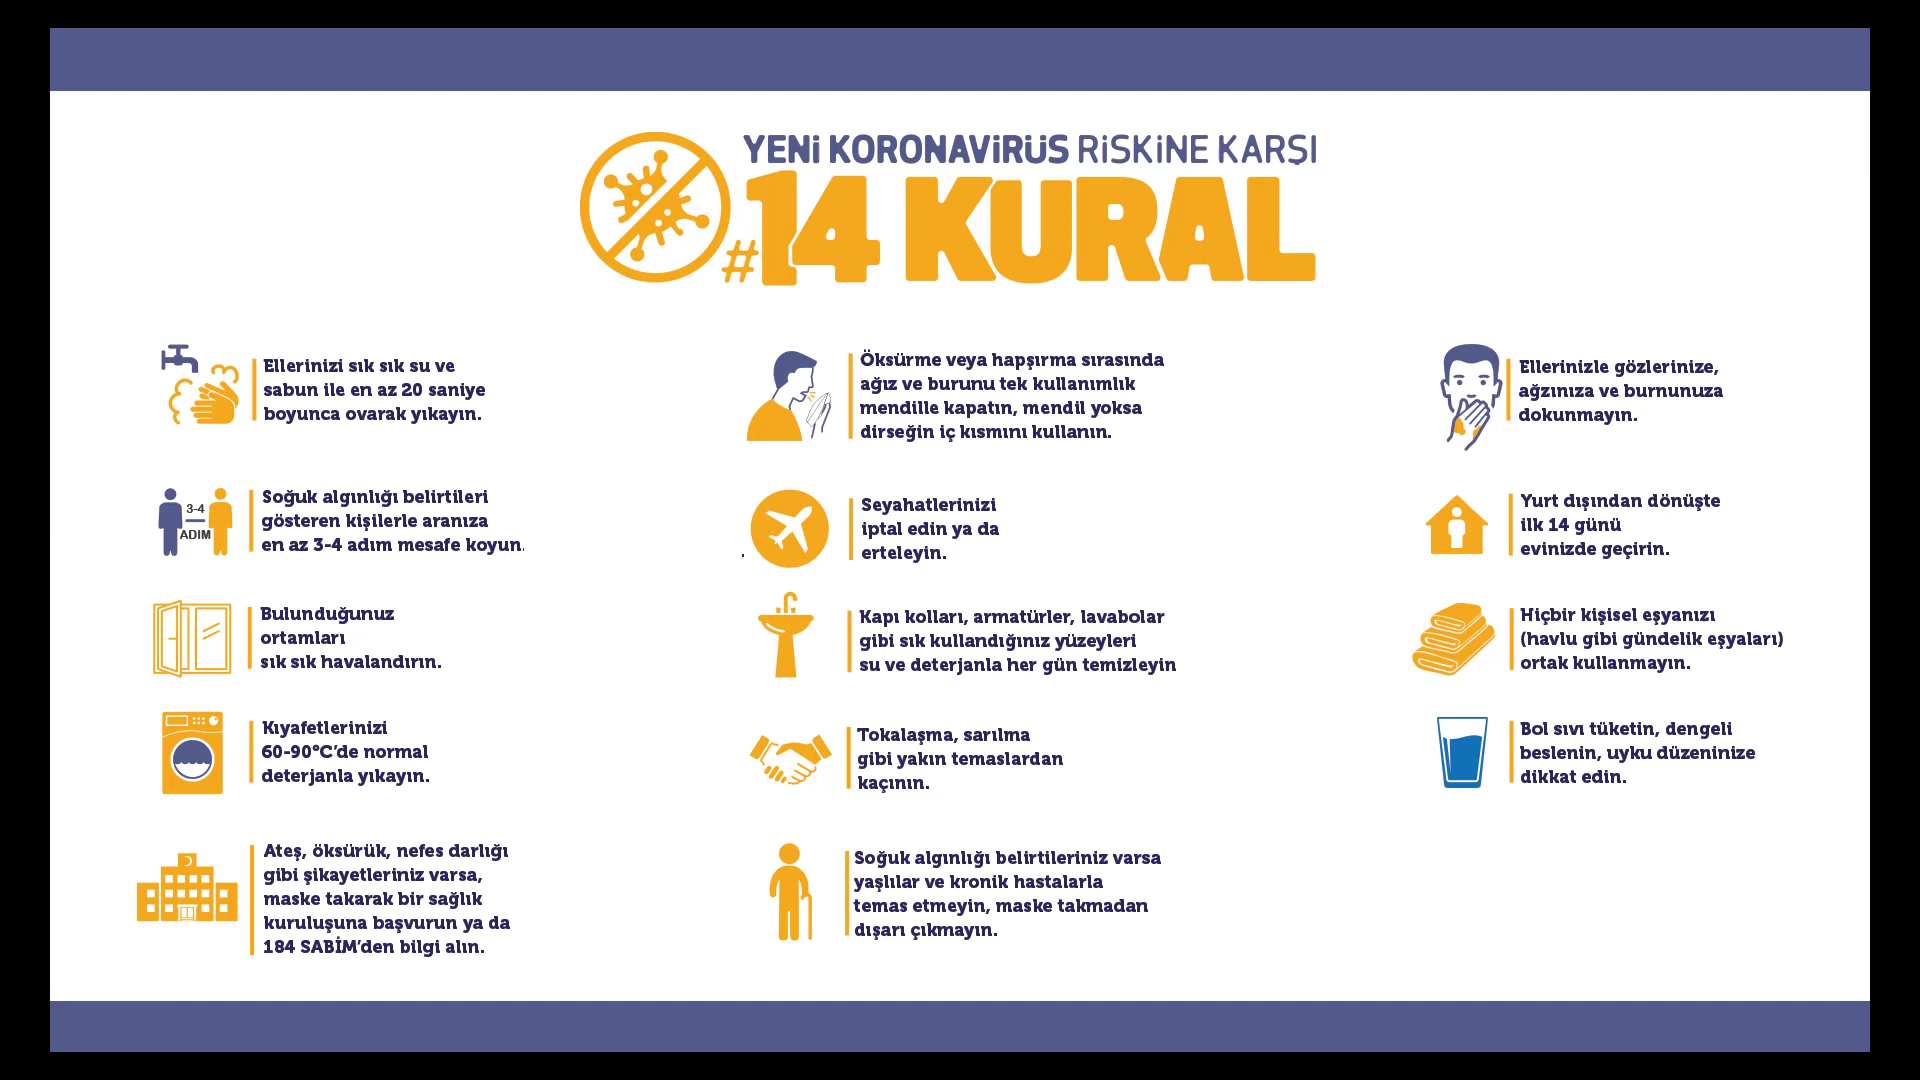 YENİ KORONAVİRÜS RİSKİNE KARŞI
#14 KURAL
Ellerinizi sık sık su ve
sabun ile en az 20 saniye
boyunca ovarak yıkayın.
Öksürme veya hapşırma sırasında
ağız ve burunu tek kullanımlık
mendille kapatın, mendil yoksa
dirseğin iç kısmını kullanın.
Ellerinizle gözlerinize,
ağzınıza ve burnunuza
dokunmayın.
3-4
ADIM
Soğuk algınlığı belirtileri
gösteren kişilerle aranıza
en az 3-4 adım mesafe koyun.
Seyahatlerinizi
iptal edin ya da
erteleyin.
Yurt dışından dönüşte
ilk 14 günü
evinizde geçirin.
Bulunduğunuz
ortamları
sık sık havalandırın.
Kapı kolları, armatürler, lavabolar
gibi sık kullandığınız yüzeyleri
su ve deterjanla her gün temizleyin
Hiçbir kişisel eşyanızı
(havlu gibi gündelik eşyaları)
ortak kullanmayın.
Kıyafetlerinizi
60-90°C'de normal
deterjanla yıkayın.
Tokalaşma, sarılma
gibi yakın temaslardan
kaçının.
Bol sıvı tüketin, dengeli
beslenin, uyku düzeninize
dikkat edin.
Ateş, öksürük, nefes darlığı
gibi şikayetleriniz varsa,
maske takarak bir sağlık
kuruluşuna başvurun ya da
184 SABİM'den bilgi alın.
Soğuk algınlığı belirtileriniz varsa
yaşlılar ve kronik hastalarla
temas etmeyin, maske takmadan
dışarı çıkmayın.